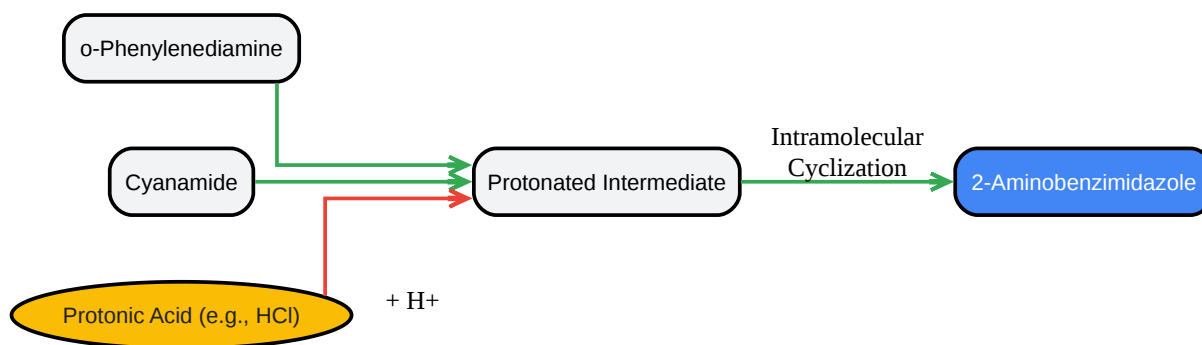 o-Phenylenediamine
Intramolecular
Cyclization
Cyanamide
Protonated Intermediate
2-Aminobenzimidazole
Protonic Acid (e.g., HCl)
+ H+